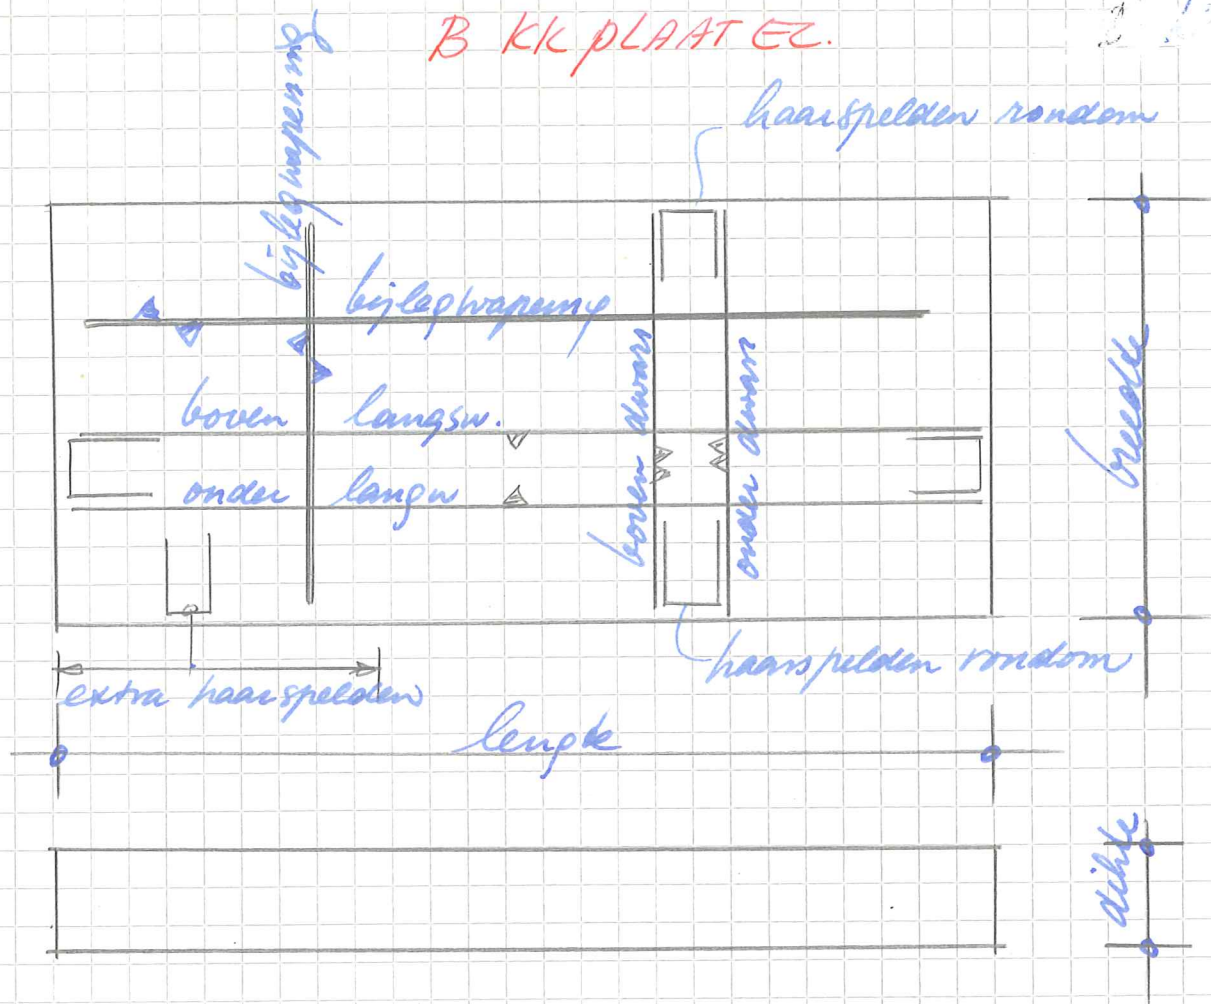 B KK PLAAT EZ.
haarspelden rondom
bijlegwapening
bijlegwapening
boven langsw.
onder langw
boven dwars
onder dwars
breedte
haarspelden rondom
extra haarspelden
lengte
dikte